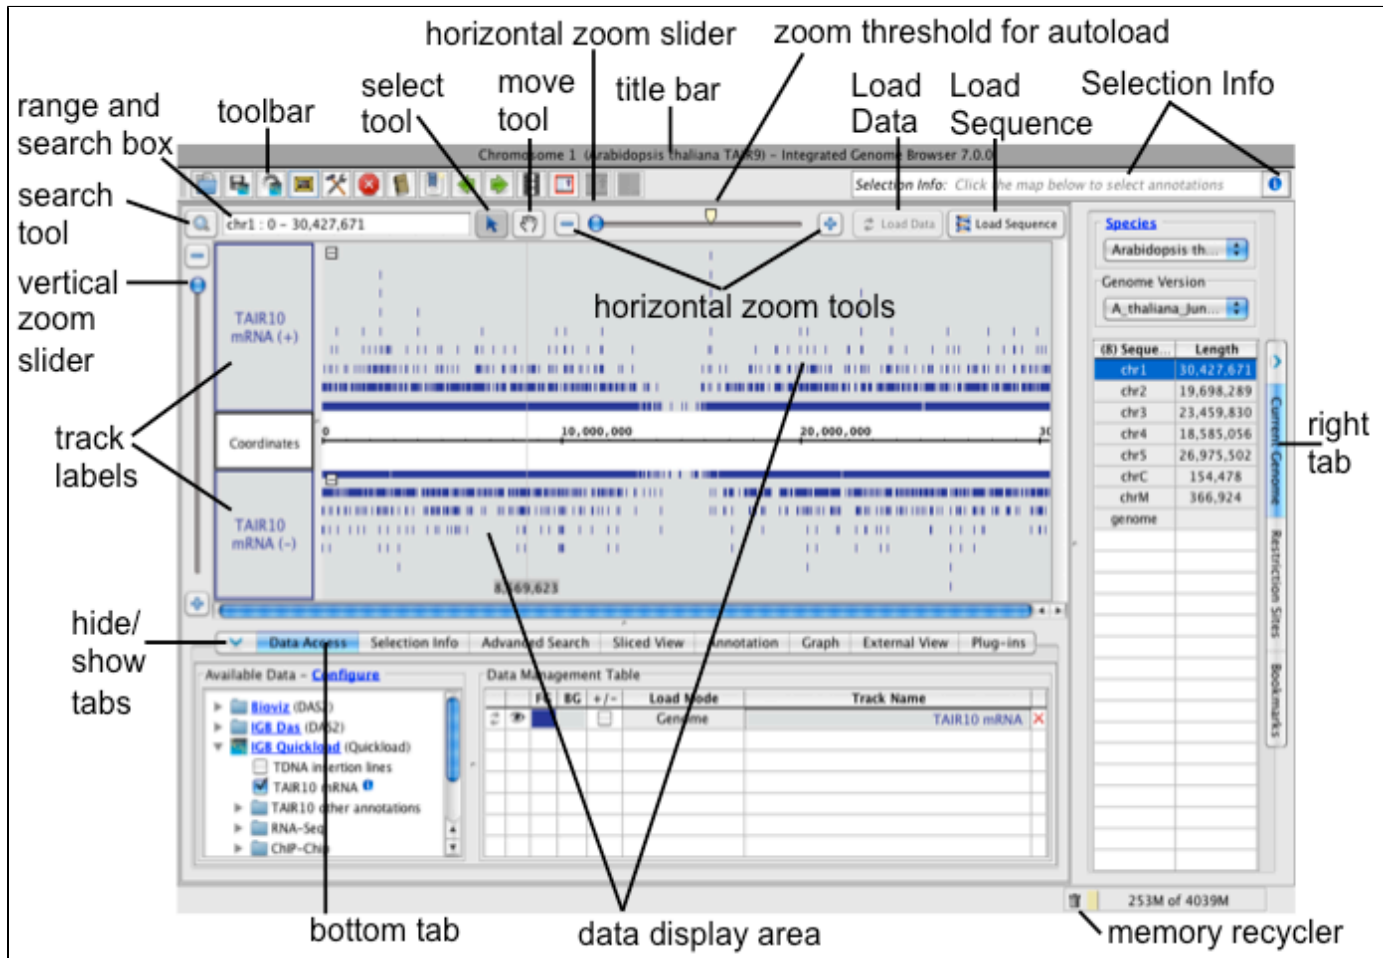 horizontal zoom slider
zoom threshold for autoload
select
tool
move
tool
title bar
Load
Data
Load
Sequence
Selection Info
range and
search box
toolbar
Chromosome 1 (Arabidopsis thaliana TAIR9) - Integrated Genome Browser 7.0.0
Selection Info: Click the map below to select annotations
search
tool
chr1 : 0 - 30,427,671
Load Data
Load Sequence
Species
Arabidopsis th...
Genome Version
A_thaliana_Jun...
vertical
zoom
slider
horizontal zoom tools
TAIR10
mRNA (+)
(8) Seque...
Length
chr1 30,427,671
chr2 19,698,289
chr3 23,459,830
chr4 18,585,056
chr5 26,975,502
chrC 154,478
chrM 366,924
genome
Current Genome
Restriction Sites
Bookmarks
right
tab
track
labels
Coordinates
0 10,000,000 20,000,000 30
TAIR10
mRNA (-)
8,569,623
hide/
show
tabs
Data Access Selection Info Advanced Search Sliced View Annotation Graph External View Plug-ins
Available Data - Configure
Bioviz (DAS2)
IGB Das (DAS2)
IGB Quickload (Quickload)
TDNA insertion lines
TAIR10 mRNA
TAIR10 other annotations
RNA-Seq
ChIP-Chip
Data Management Table
FG BG +/- Load Mode Track Name
Genome TAIR10 mRNA
253M of 4039M
bottom tab
data display area
memory recycler